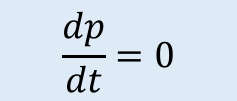 dp/dt = 0